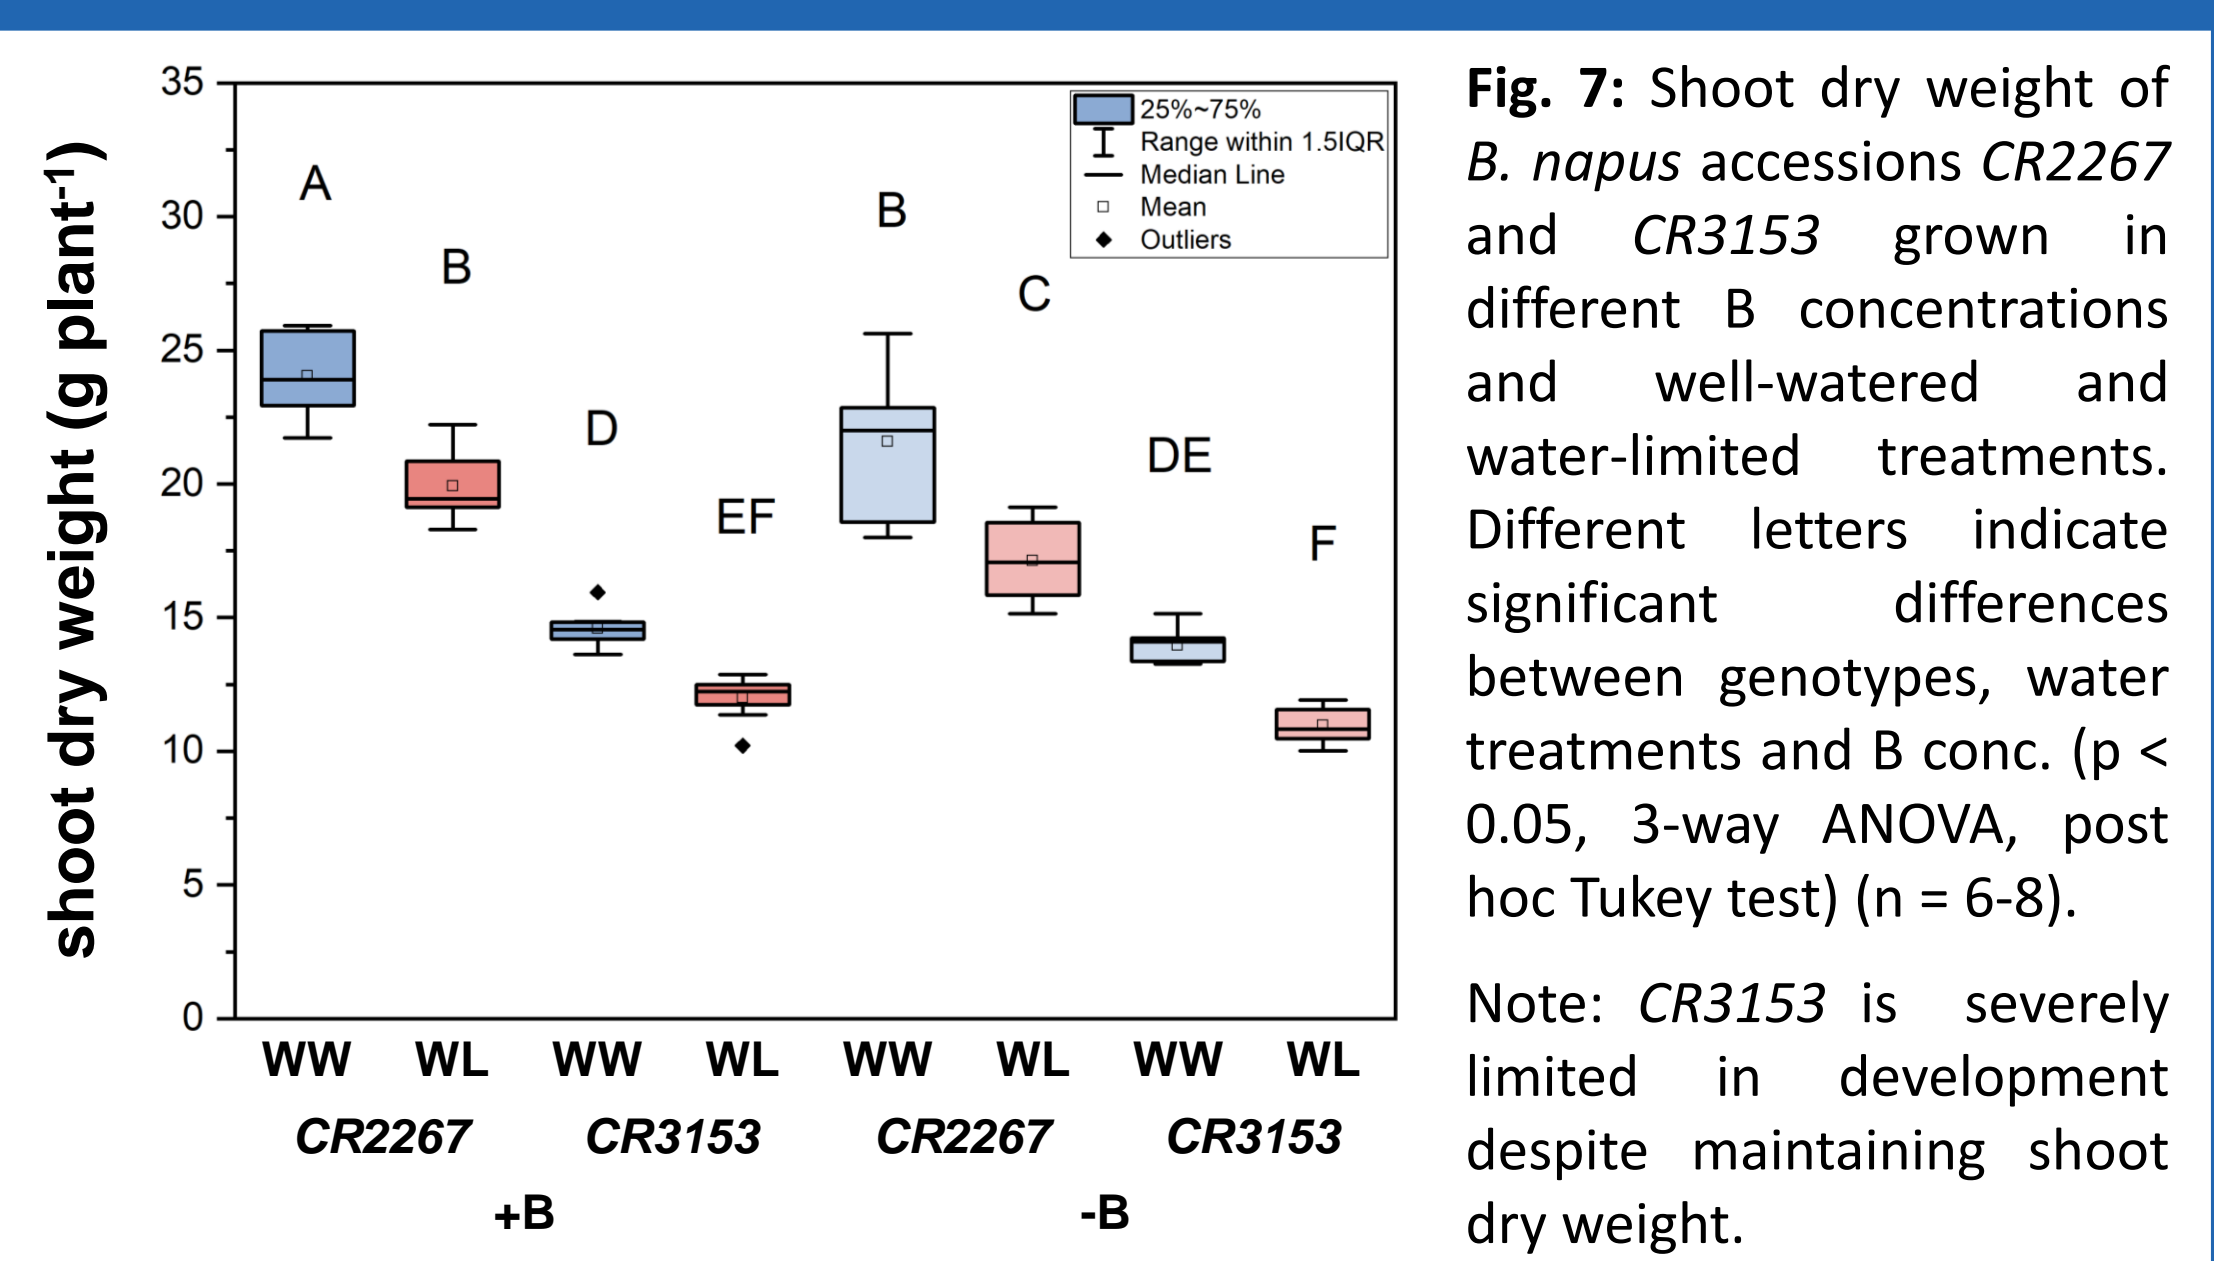 shoot dry weight (g plant-1)
35
30
25
20
15
10
5
0
25%~75%
Range within 1.5IQR
Median Line
Mean
Outliers
A
B
D
EF
B
C
DE
F
WW WL WW WL WW WL WW WL
CR2267 CR3153 CR2267 CR3153
+B -B
Fig. 7: Shoot dry weight of
B. napus accessions CR2267
and CR3153 grown in
different B concentrations
and well-watered and
water-limited treatments.
Different letters indicate
significant differences
between genotypes, water
treatments and B conc. (p <
0.05, 3-way ANOVA, post
hoc Tukey test) (n = 6-8).
Note: CR3153 is severely
limited in development
despite maintaining shoot
dry weight.